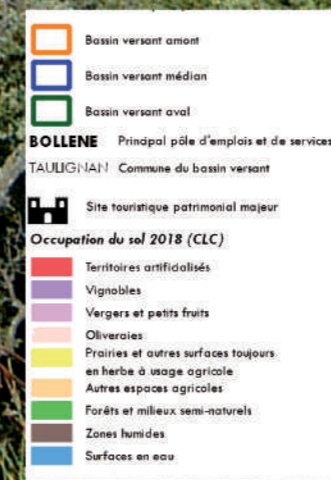 Bassin versant amont
Bassin versant médian
Bassin versant aval
BOLLENE Principal pôle d'emplois et de services
TAULIGNAN Commune du bassin versant
Site touristique patrimonial majeur
Occupation du sol 2018 (CLC)
Territoires artificialisés
Vignobles
Vergers et petits fruits
Oliveraies
Prairies et autres surfaces toujours
en herbe à usage agricole
Autres espaces agricoles
Forêts et milieux semi-naturels
Zones humides
Surfaces en eau